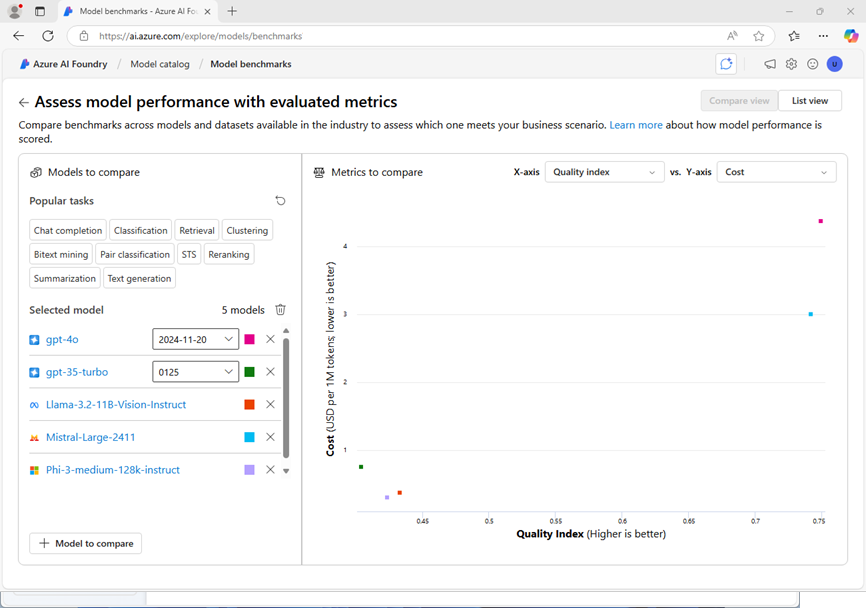 Model benchmarks - Azure AI Fo
https://ai.azure.com/explore/models/benchmarks
Azure AI Foundry / Model catalog / Model benchmarks
U
Assess model performance with evaluated metrics
Compare view
List view
Compare benchmarks across models and datasets available in the industry to assess which one meets your business scenario. Learn more about how model performance is
scored.
Models to compare
Popular tasks
Chat completion
Classification
Retrieval
Clustering
Bitext mining
Pair classification
STS
Reranking
Summarization
Text generation
Selected model
5 models
gpt-4o
2024-11-20
gpt-35-turbo
0125
Llama-3.2-11B-Vision-Instruct
Mistral-Large-2411
Phi-3-medium-128k-instruct
+ Model to compare
Metrics to compare
X-axis
Quality index
vs. Y-axis
Cost
Cost (USD per 1M tokens; lower is better)
4
3
2
1
0.45
0.5
0.55
0.6
0.65
0.7
0.75
Quality Index (Higher is better)